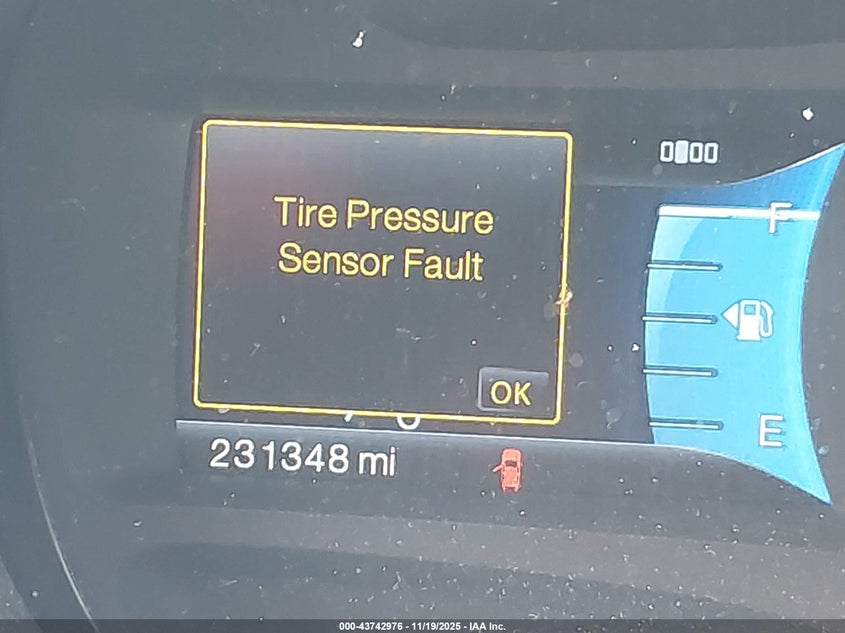 Tire Pressure
Sensor Fault
OK
F
E
231348 mi
000-43742976 - 11/19/2025 - IAA Inc.